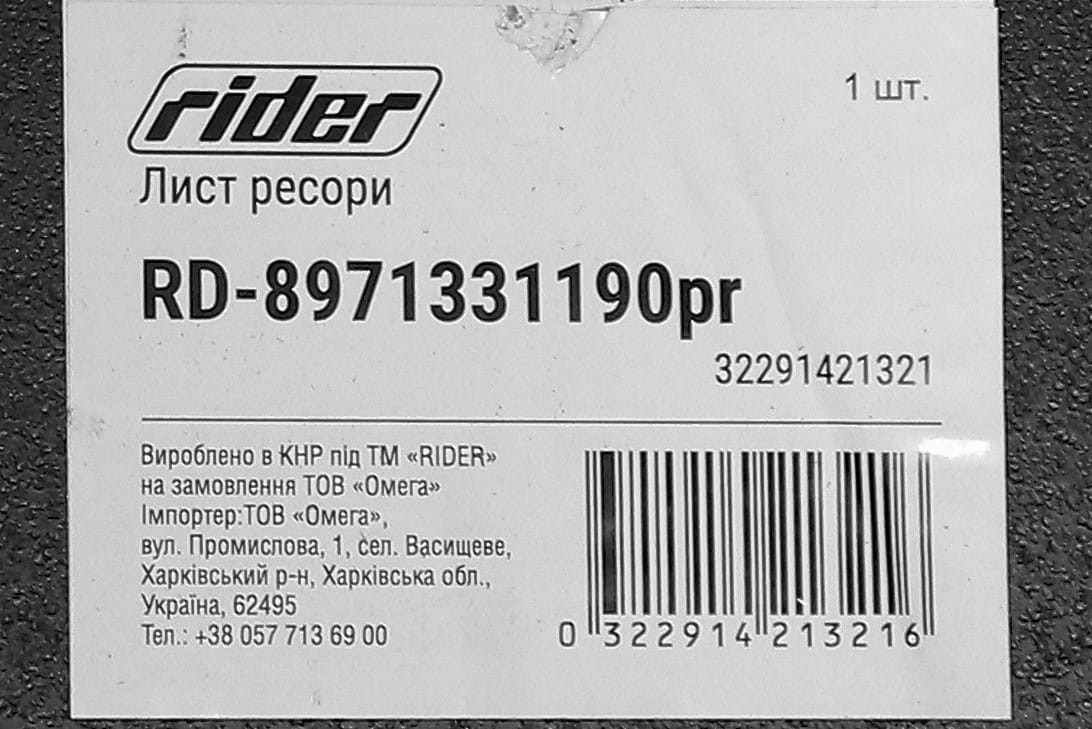 rider
1 шт.
Лист ресори
RD-8971331190pr
32291421321
Вироблено в КНР під ТМ «RIDER»
на замовлення ТОВ «Омега»
Імпортер:ТОВ «Омега»,
вул. Промислова, 1, сел. Васищеве,
Харківський р-н, Харківська обл.,
Україна, 62495
Тел.: +38 057 713 69 00
0 322914 213216